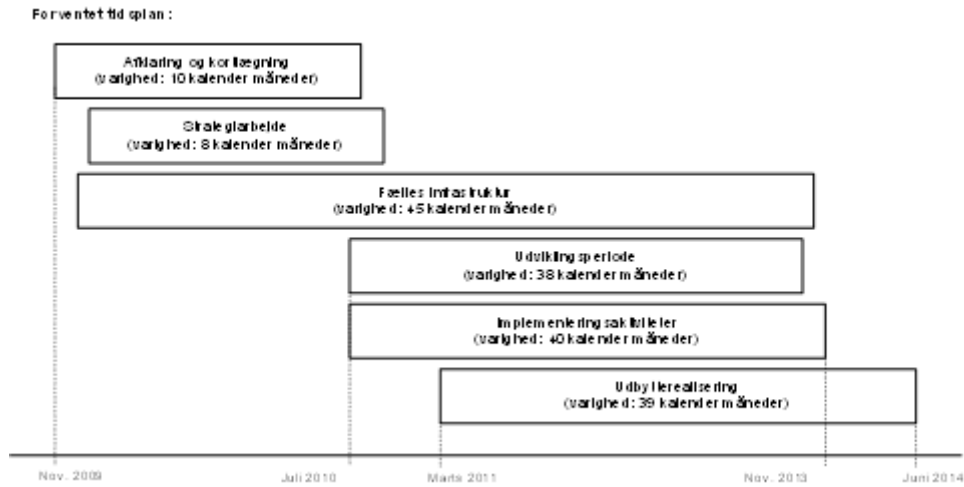 Forventet tidsplan:
Afklaring og kortlægning
(varighed: 10 kalender måneder)
Strategiarbejde
(varighed: 8 kalender måneder)
Fælles infrastruktur
(varighed: 45 kalender måneder)
Udviklingsperiode
(varighed: 38 kalender måneder)
Implementeringsaktiviteter
(varighed: 40 kalender måneder)
Udbytterealisering
(varighed: 39 kalender måneder)
Nov. 2009 Juli 2010 Marts 2011 Nov. 2013 Juni 2014